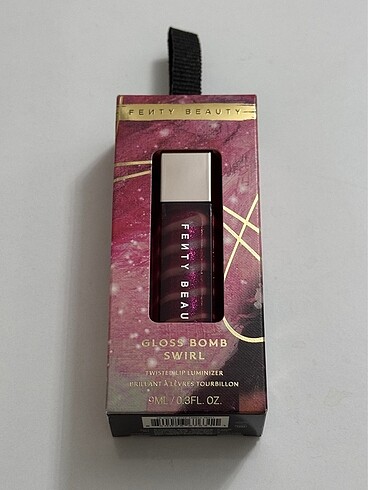 FENTY BEAUTY
FENTY BEAU
GLOSS BOMB
SWIRL
TWISTED LIP LUMINIZER
BRILLANT À LÈVRES TOURBILLON
9ML / 0.3FL. OZ.